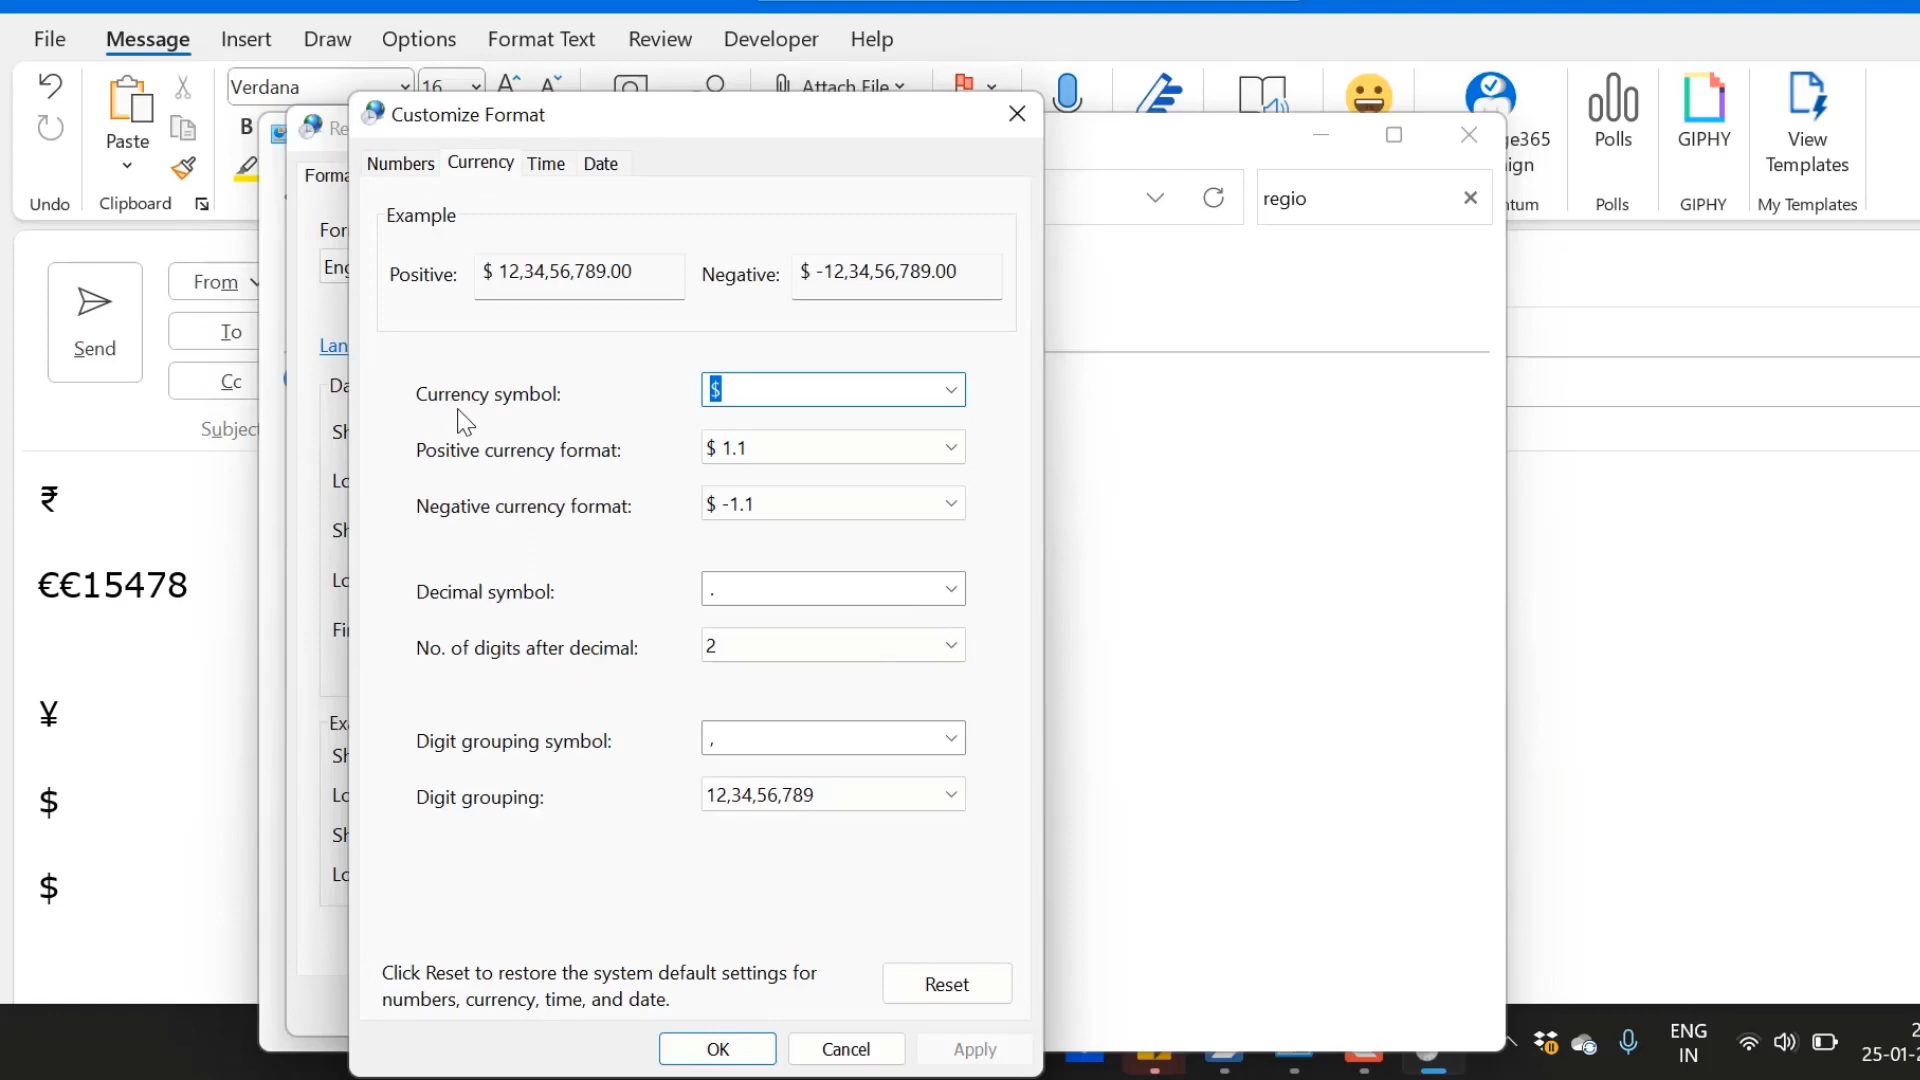 File Message Insert Draw Options Format Text Review Developer Help
Verdana 16 Attach File
Paste B
Undo Clipboard
Polls GIPHY View Templates
Polls GIPHY My Templates
regio
Send
From
To
Cc
₹
€€15478
¥
$
$
Customize Format
Numbers Currency Time Date
Example
Positive: $ 12,34,56,789.00 Negative: $ -12,34,56,789.00
Currency symbol: $
Positive currency format: $ 1.1
Negative currency format: $ -1.1
Decimal symbol: .
No. of digits after decimal: 2
Digit grouping symbol: ,
Digit grouping: 12,34,56,789
Click Reset to restore the system default settings for
numbers, currency, time, and date.
Reset
OK Cancel Apply
ENG
IN